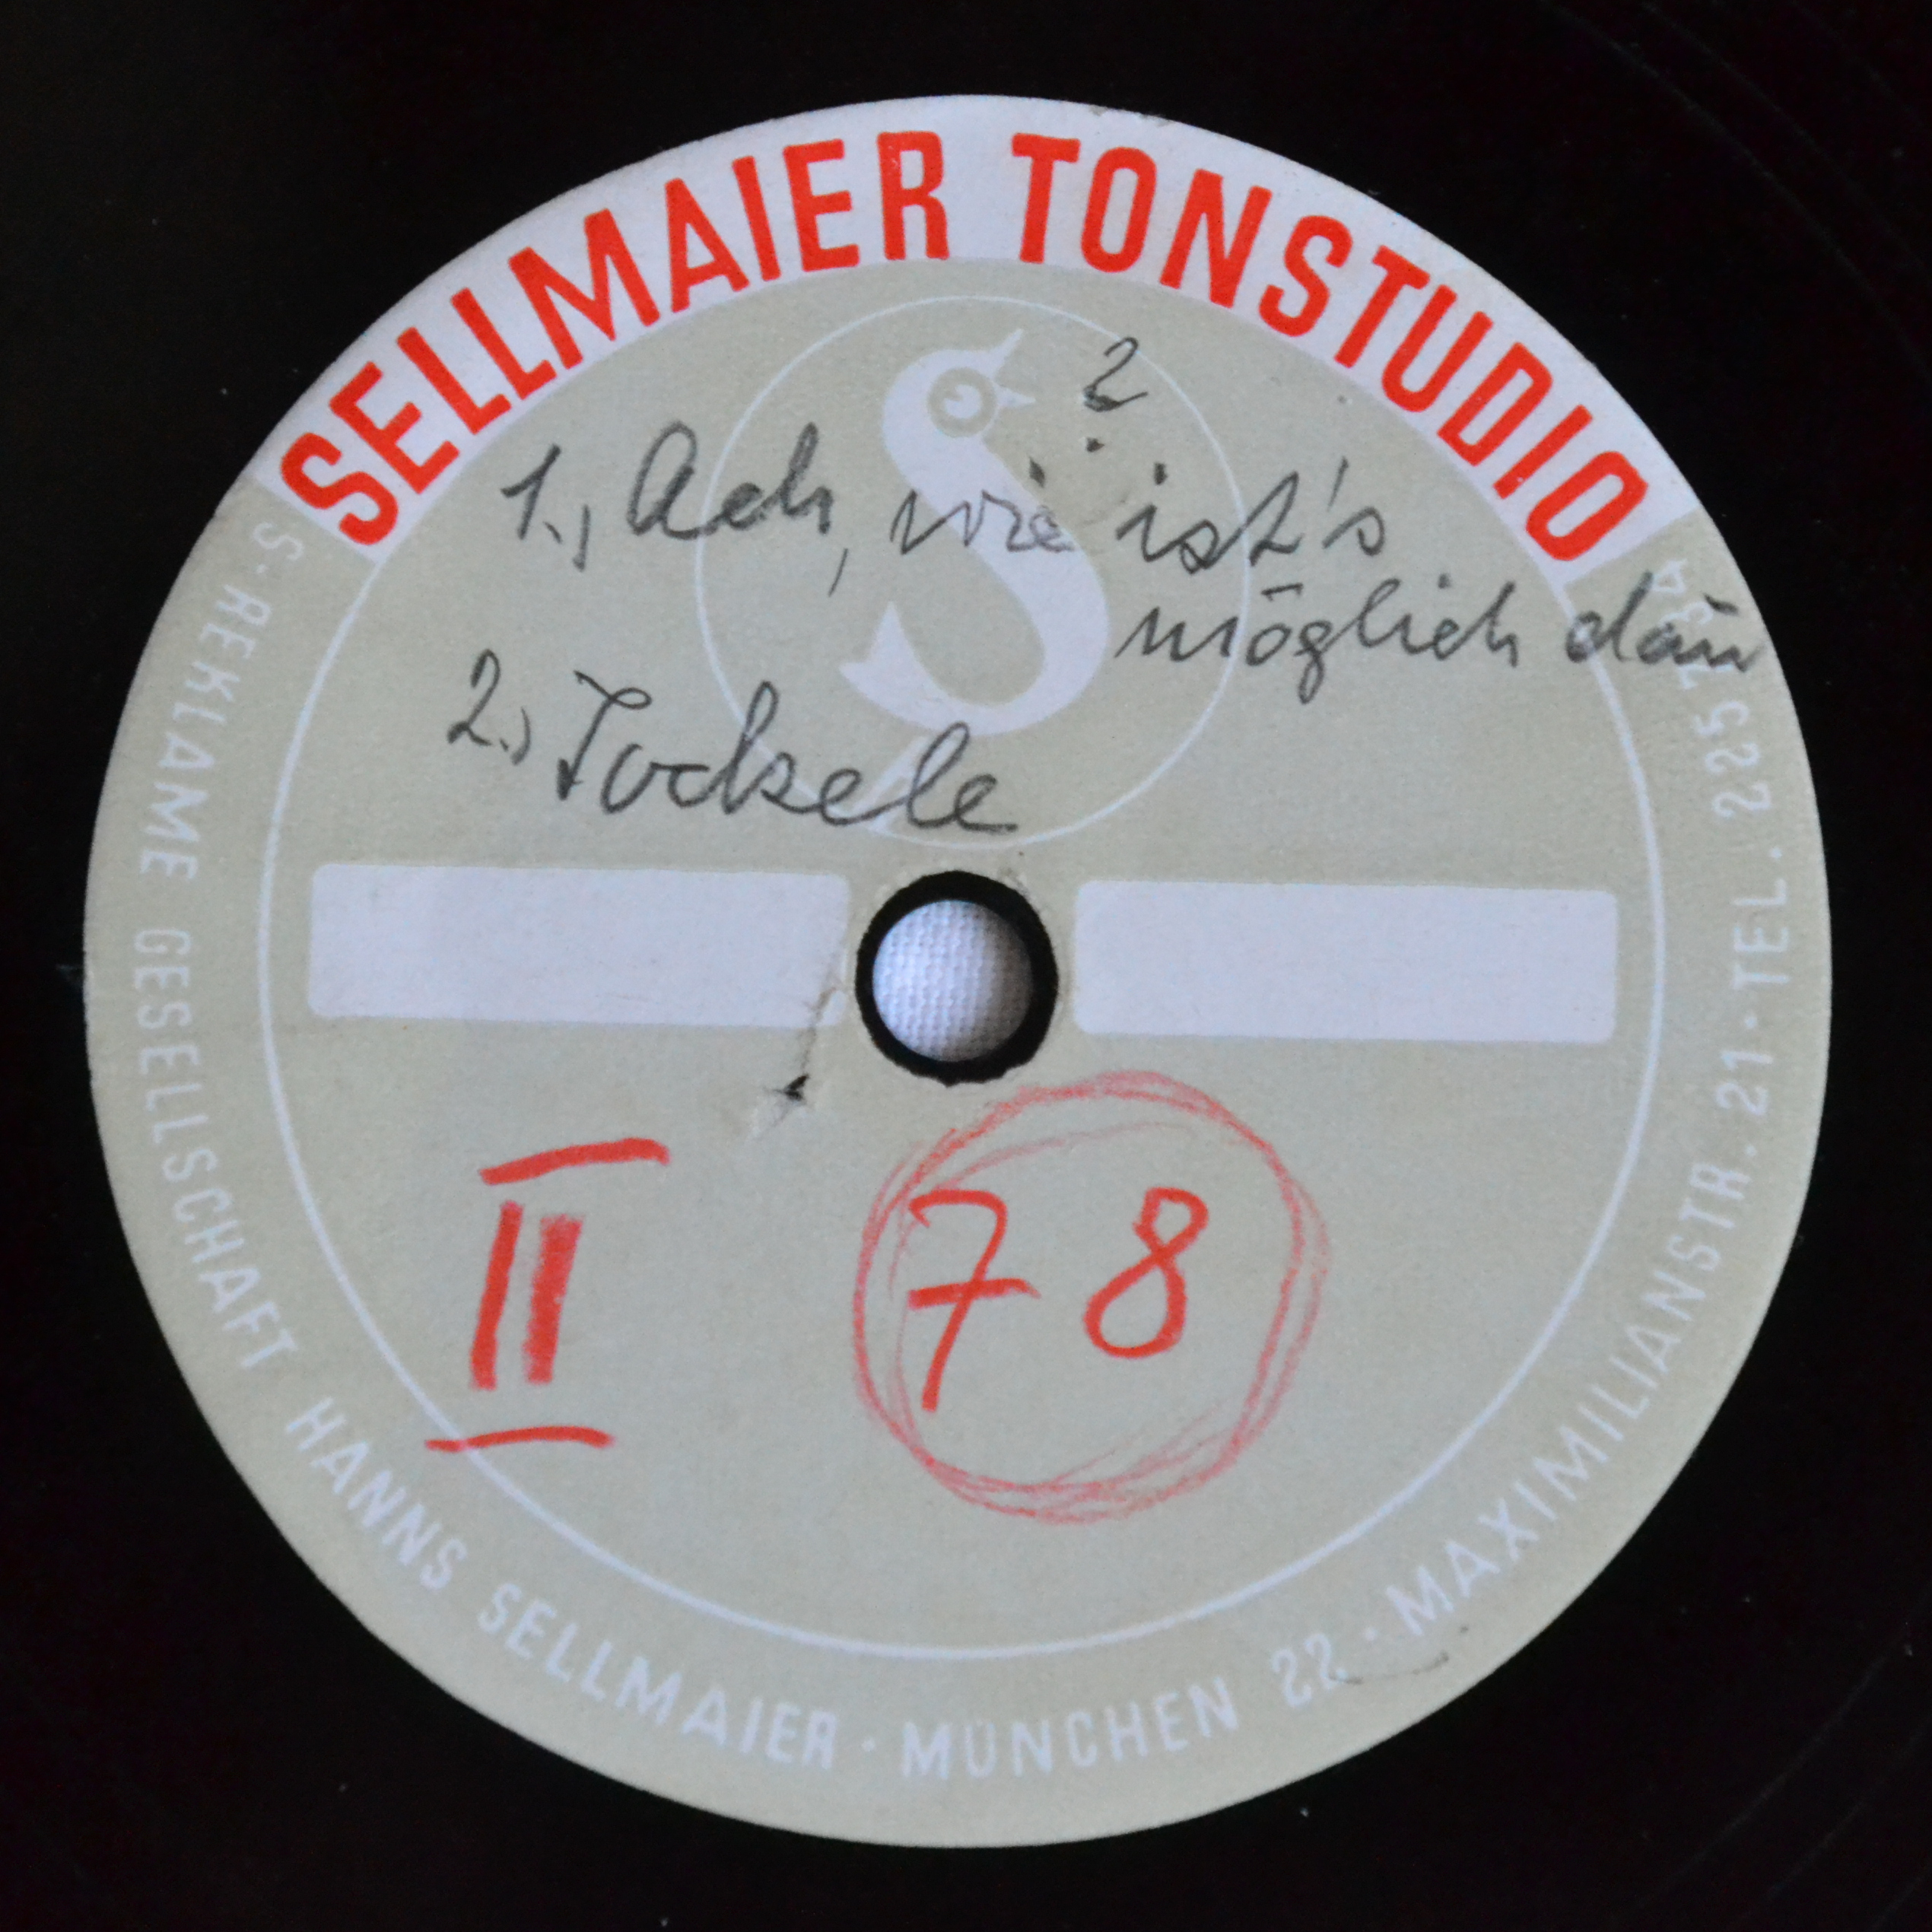 SELLMAIER TONSTUDIO
2
1., Ach, wie ist's
möglich dann
2., Jockele
II 78
S·REKLAME GESELLSCHAFT HANNS SELLMAIER · MÜNCHEN 22 · MAXIMILIANSTR. 21 · TEL. 225